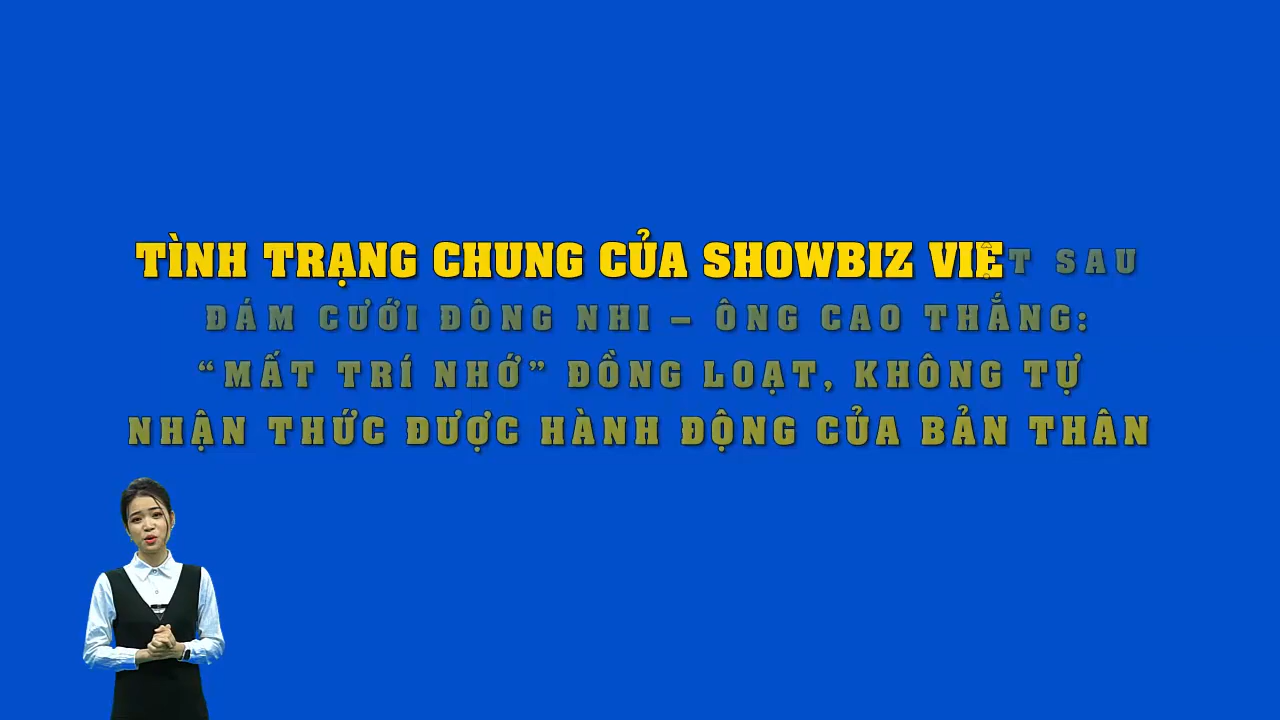 TÌNH TRẠNG CHUNG CỦA SHOWBIZ VIỆT SAU
ĐÁM CƯỚI ĐÔNG NHI – ÔNG CAO THẮNG:
“MẤT TRÍ NHỚ” ĐỒNG LOẠT, KHÔNG TỰ
NHẬN THỨC ĐƯỢC HÀNH ĐỘNG CỦA BẢN THÂN